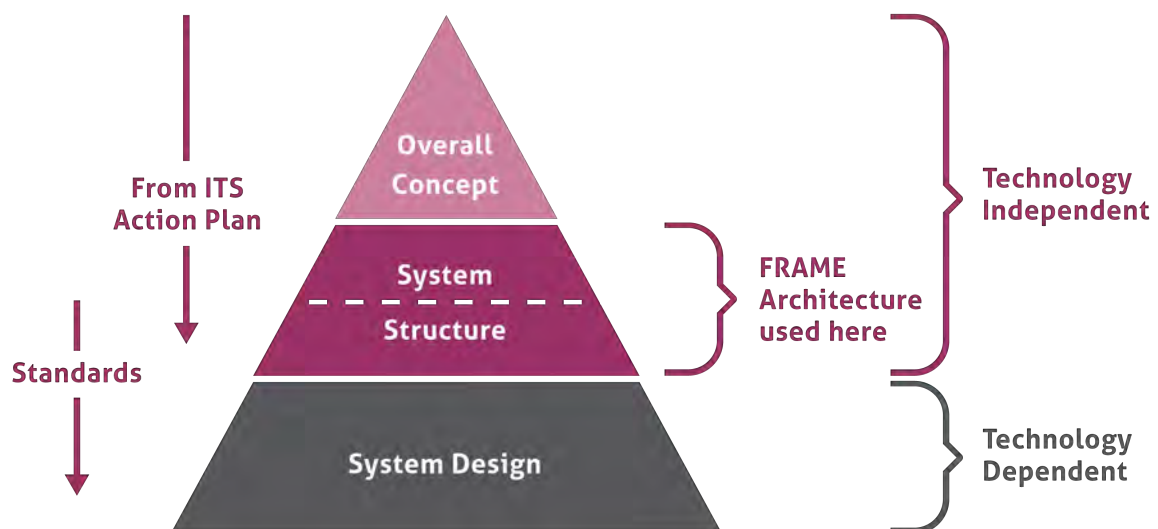 Overall
Concept
From ITS
Action Plan
Technology
Independent
System
Structure
FRAME
Architecture
used here
Standards
System Design
Technology
Dependent